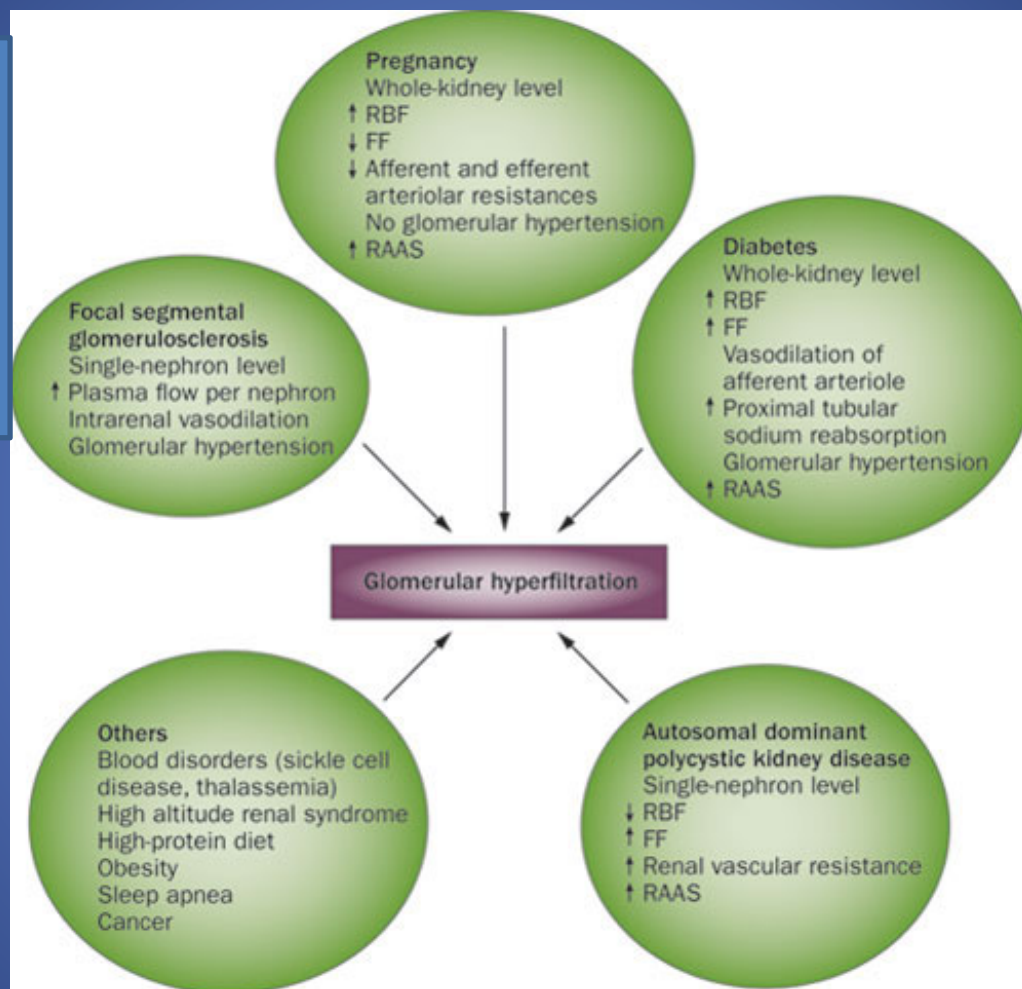 Pregnancy
Whole-kidney level
↑ RBF
↓ FF
↓ Afferent and efferent
arteriolar resistances
No glomerular hypertension
↑ RAAS
Focal segmental
glomerulosclerosis
Single-nephron level
↑ Plasma flow per nephron
Intrarenal vasodilation
Glomerular hypertension
Diabetes
Whole-kidney level
↑ RBF
↑ FF
Vasodilation of
afferent arteriole
↑ Proximal tubular
sodium reabsorption
Glomerular hypertension
↑ RAAS
Glomerular hyperfiltration
Others
Blood disorders (sickle cell
disease, thalassemia)
High altitude renal syndrome
High-protein diet
Obesity
Sleep apnea
Cancer
Autosomal dominant
polycystic kidney disease
Single-nephron level
↓ RBF
↑ FF
↑ Renal vascular resistance
↑ RAAS